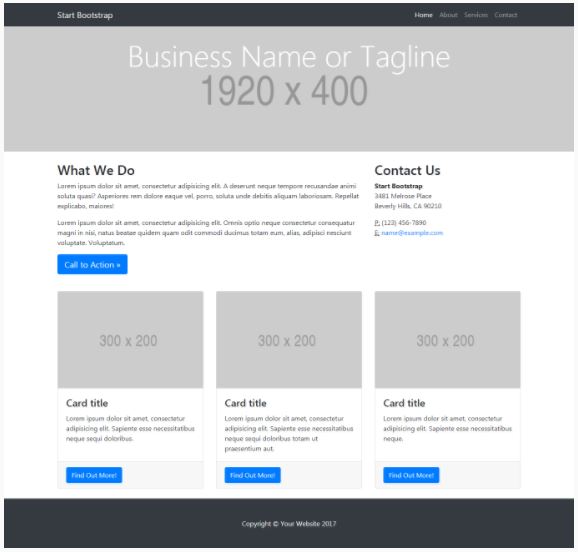 Start Bootstrap
Home About Services Contact
Business Name or Tagline
1920 x 400
What We Do
Lorem ipsum dolor sit amet, consectetur adipisicing elit. A deserunt neque tempore recusandae animi
soluta quasi? Asperiores rem dolore eaque vel, porro, soluta unde debitis aliquam laboriosam. Repellat
explicabo, maiores!
Lorem ipsum dolor sit amet, consectetur adipisicing elit. Omnis optio neque consectetur consequatur
magni in nisi, natus beatae quidem quam odit commodi ducimus totam eum, alias, adipisci nesciunt
voluptate. Voluptatum.
Call to Action »
Contact Us
Start Bootstrap
3481 Melrose Place
Beverly Hills, CA 90210
P: (123) 456-7890
E: name@example.com
300 x 200
Card title
Lorem ipsum dolor sit amet, consectetur
adipisicing elit. Sapiente esse necessitatibus
neque sequi doloribus.
Find Out More!
300 x 200
Card title
Lorem ipsum dolor sit amet, consectetur
adipisicing elit. Sapiente esse necessitatibus
neque sequi doloribus totam ut
praesentium aut.
Find Out More!
300 x 200
Card title
Lorem ipsum dolor sit amet, consectetur
adipisicing elit. Sapiente esse necessitatibus
neque.
Find Out More!
Copyright © Your Website 2017